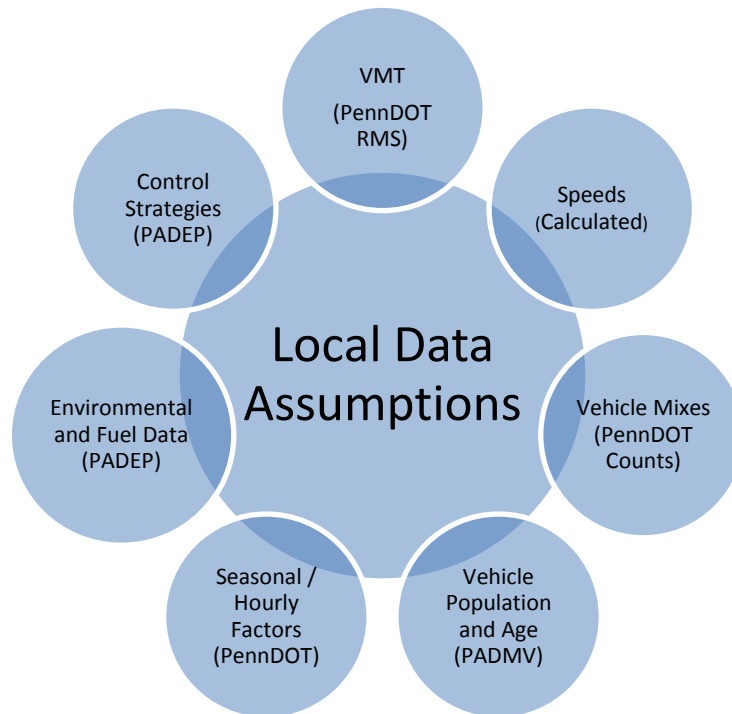 VMT
(PennDOT
RMS)
Speeds
(Calculated)
Vehicle Mixes
(PennDOT
Counts)
Vehicle
Population
and Age
(PADMV)
Seasonal /
Hourly
Factors
(PennDOT)
Environmental
and Fuel Data
(PADEP)
Control
Strategies
(PADEP)
Local Data
Assumptions